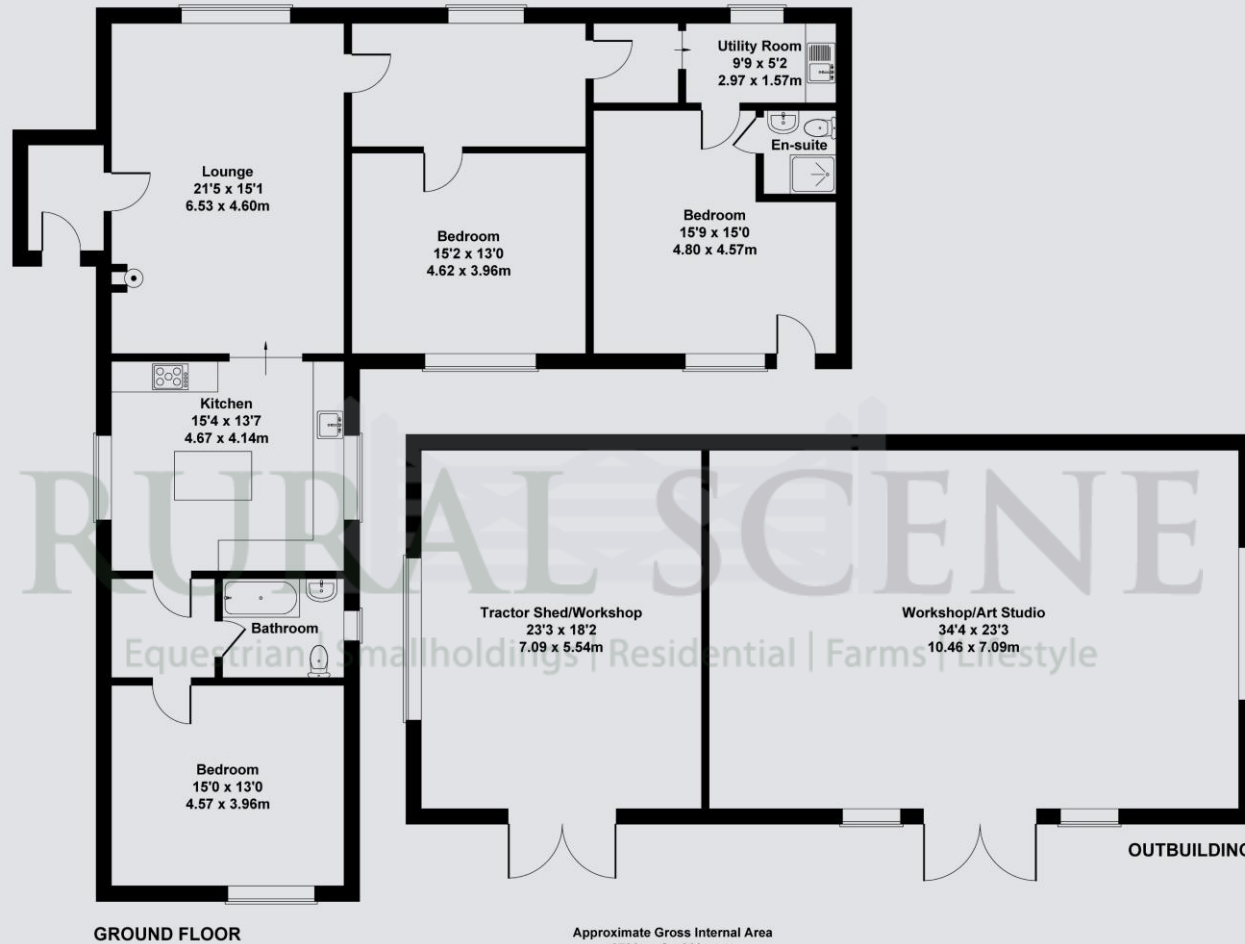 Utility Room
9'9 x 5'2
2.97 x 1.57m
En-suite
Lounge
21'5 x 15'1
6.53 x 4.60m
Bedroom
15'2 x 13'0
4.62 x 3.96m
Bedroom
15'9 x 15'0
4.80 x 4.57m
Kitchen
15'4 x 13'7
4.67 x 4.14m
RURAL SCENE
Equestrian | Smallholdings | Residential | Farms | Lifestyle
Bathroom
Tractor Shed/Workshop
23'3 x 18'2
7.09 x 5.54m
Workshop/Art Studio
34'4 x 23'3
10.46 x 7.09m
Bedroom
15'0 x 13'0
4.57 x 3.96m
OUTBUILDING
GROUND FLOOR
Approximate Gross Internal Area